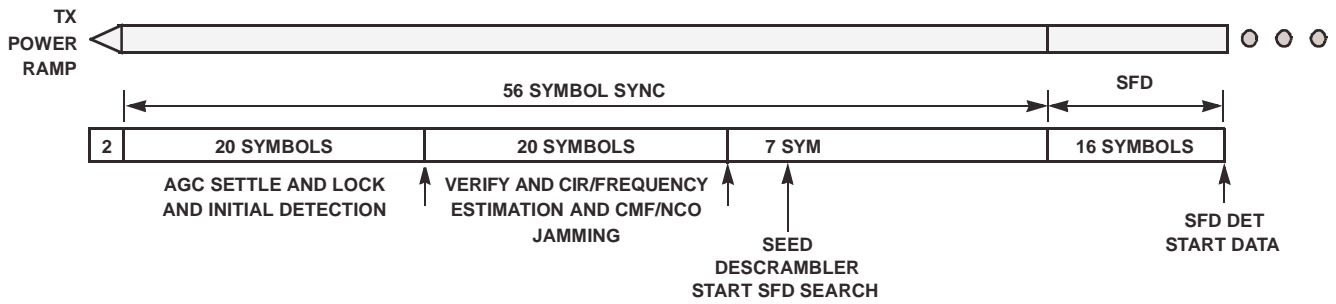 TX
POWER
RAMP
56 SYMBOL SYNC
SFD
2
20 SYMBOLS
20 SYMBOLS
7 SYM
16 SYMBOLS
AGC SETTLE AND LOCK
AND INITIAL DETECTION
VERIFY AND CIR/FREQUENCY
ESTIMATION AND CMF/NCO
JAMMING
SEED
DESCRAMBLER
START SFD SEARCH
SFD DET
START DATA